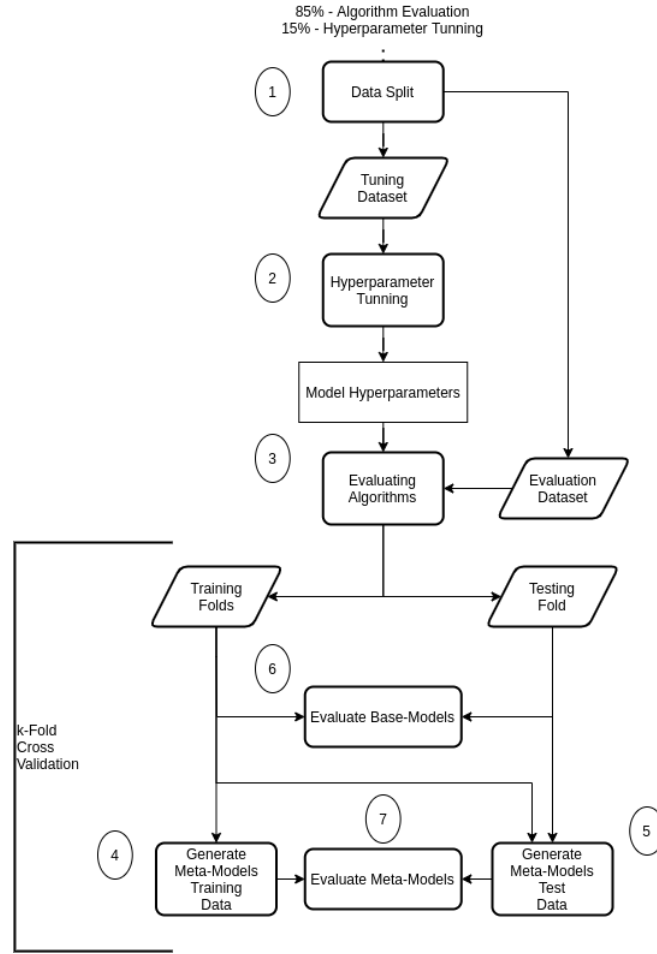 85% - Algorithm Evaluation
15% - Hyperparameter Tunning
1
Data Split
Tuning
Dataset
2
Hyperparameter
Tunning
Model Hyperparameters
3
Evaluating
Algorithms
Evaluation
Dataset
Training
Folds
Testing
Fold
6
Evaluate Base-Models
k-Fold
Cross
Validation
7
5
4
Generate
Meta-Models
Training
Data
Evaluate Meta-Models
Generate
Meta-Models
Test
Data